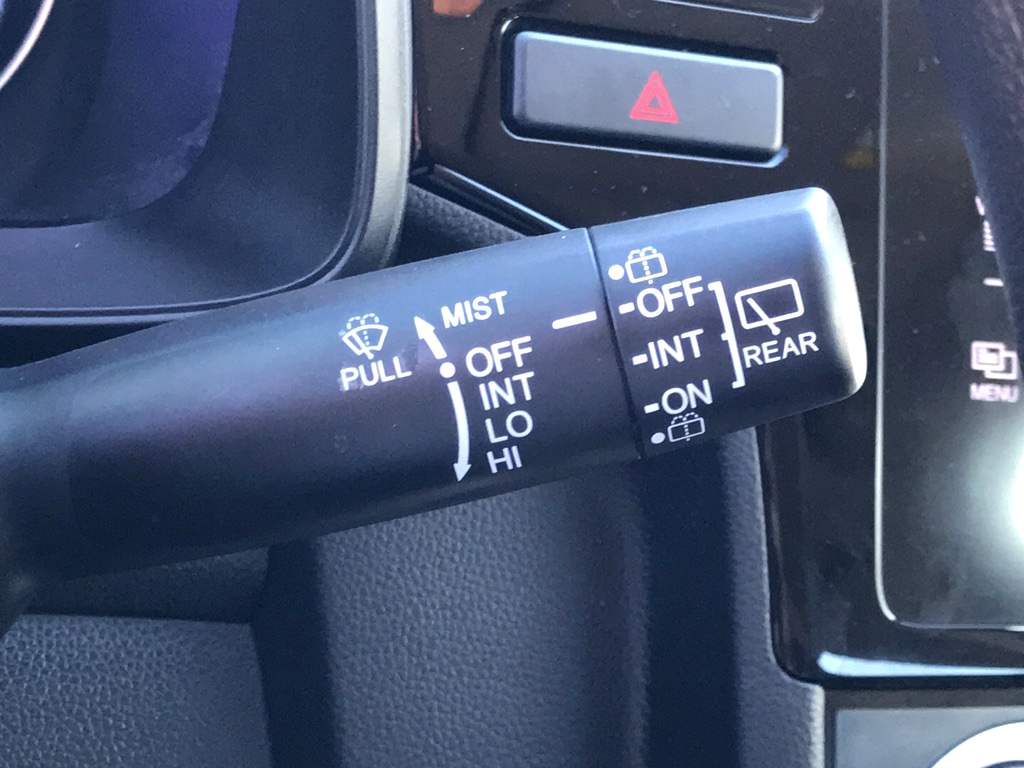 MIST
PULL
OFF
INT
LO
HI
-OFF
-INT
-ON
REAR
MENU